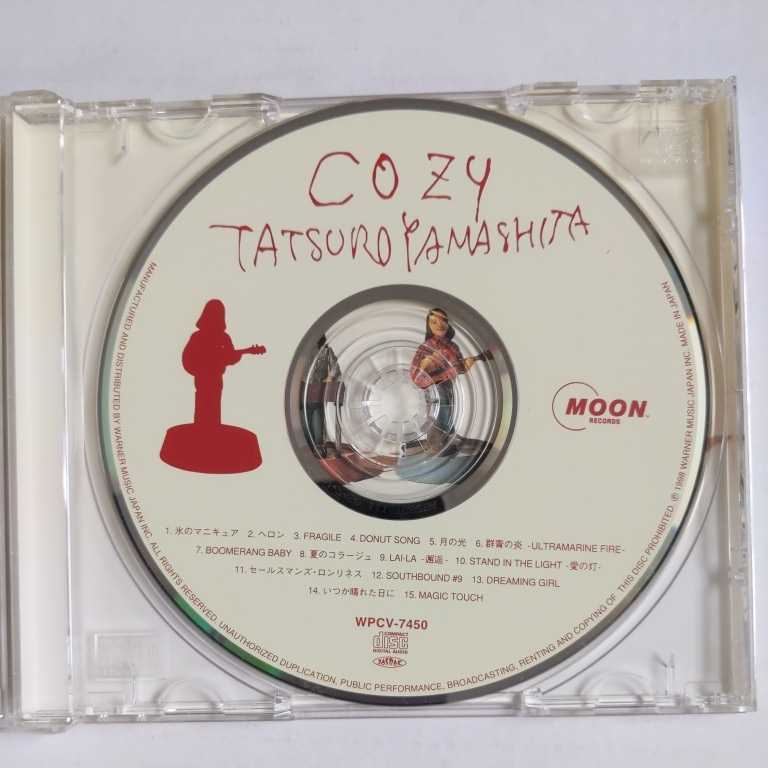 COZY
TATSURO YAMASHITA
MOON
RECORDS
1. 氷のマニキュア 2. ヘロン 3. FRAGILE 4. DONUT SONG 5. 月の光 6. 群青の炎 -ULTRAMARINE FIRE-
7. BOOMERANG BABY 8. 夏のコラージュ 9. LAI-LA -邂逅- 10. STAND IN THE LIGHT -愛の灯-
11. セールスマンズ・ロンリネス 12. SOUTHBOUND #9 13. DREAMING GIRL
14. いつか晴れた日に 15. MAGIC TOUCH
WPCV-7450
COMPACT
disc
DIGITAL AUDIO
JASRAC
MANUFACTURED AND DISTRIBUTED BY WARNER MUSIC JAPAN INC. ALL RIGHTS RESERVED. UNAUTHORIZED DUPLICATION, PUBLIC PERFORMANCE, BROADCASTING, RENTING AND COPYING OF THIS DISC PROHIBITED. ℗ 1998 WARNER MUSIC JAPAN INC. MADE IN JAPAN